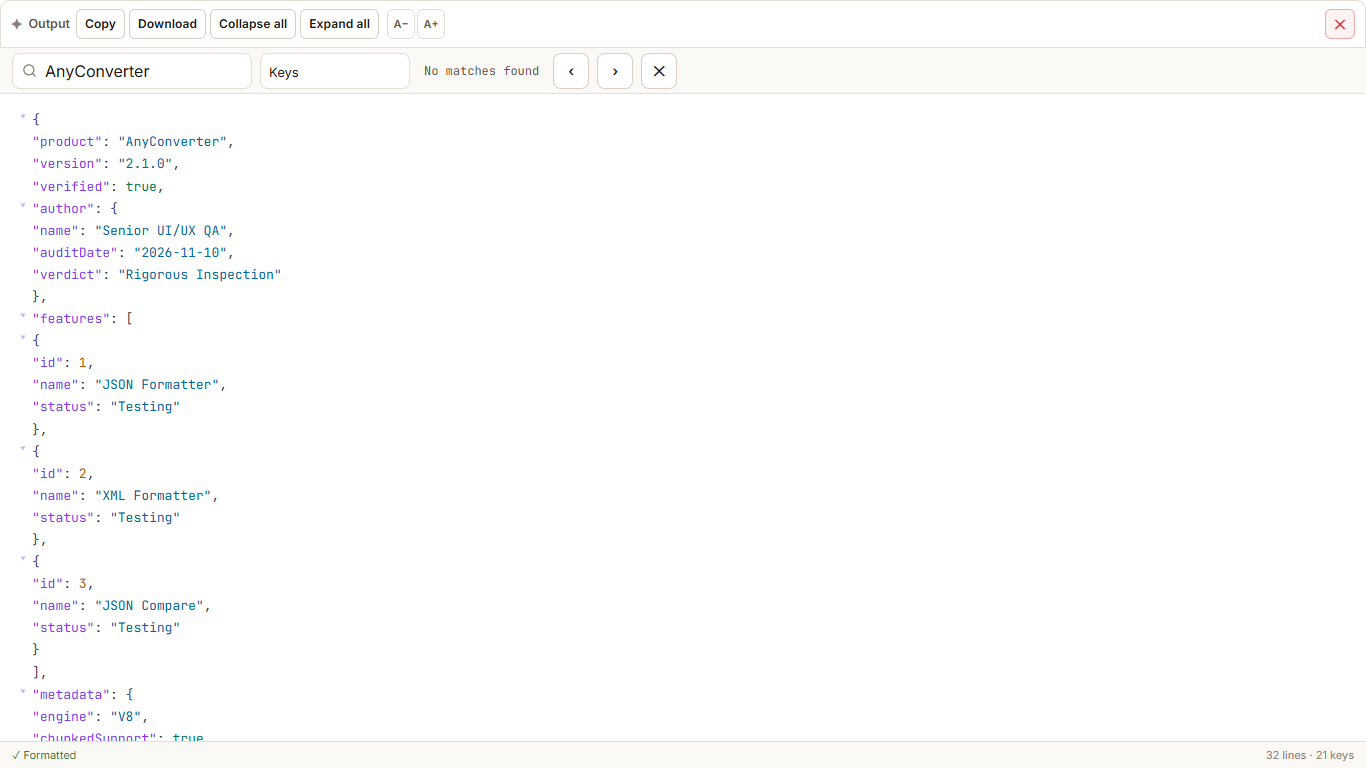 Output Copy Download Collapse all Expand all A− A+
AnyConverter Keys No matches found
{
"product": "AnyConverter",
"version": "2.1.0",
"verified": true,
"author": {
"name": "Senior UI/UX QA",
"auditDate": "2026-11-10",
"verdict": "Rigorous Inspection"
},
"features": [
{
"id": 1,
"name": "JSON Formatter",
"status": "Testing"
},
{
"id": 2,
"name": "XML Formatter",
"status": "Testing"
},
{
"id": 3,
"name": "JSON Compare",
"status": "Testing"
}
],
"metadata": {
"engine": "V8",
"chunkedSupport": true
✓ Formatted 32 lines · 21 keys